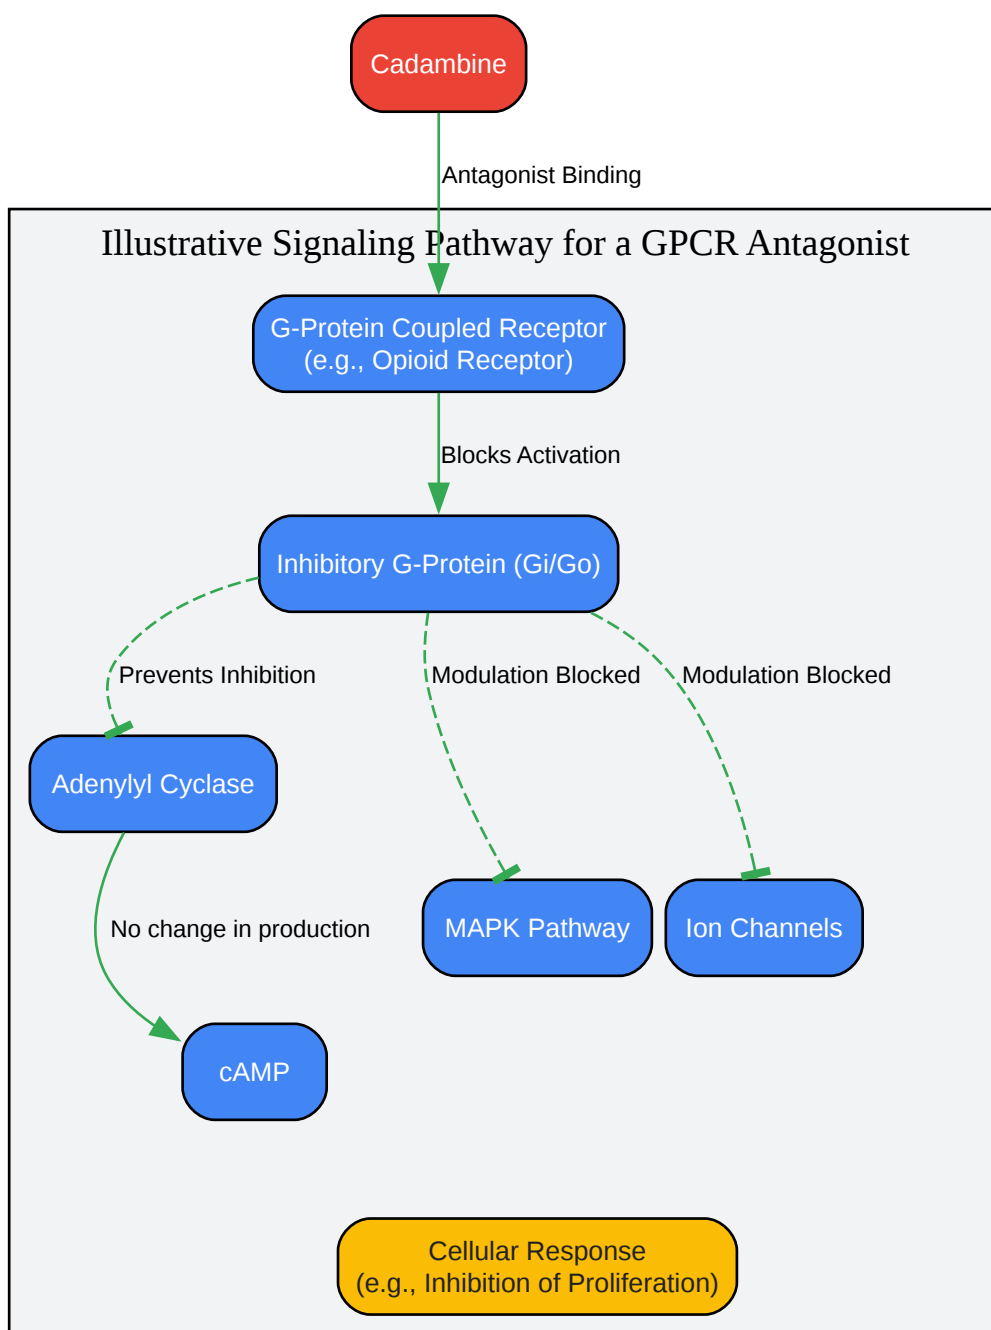 Cadambine
Antagonist Binding
Illustrative Signaling Pathway for a GPCR Antagonist
G-Protein Coupled Receptor
(e.g., Opioid Receptor)
Blocks Activation
Inhibitory G-Protein (Gi/Go)
Prevents Inhibition
Modulation Blocked
Modulation Blocked
Adenylyl Cyclase
No change in production
MAPK Pathway
Ion Channels
cAMP
Cellular Response
(e.g., Inhibition of Proliferation)